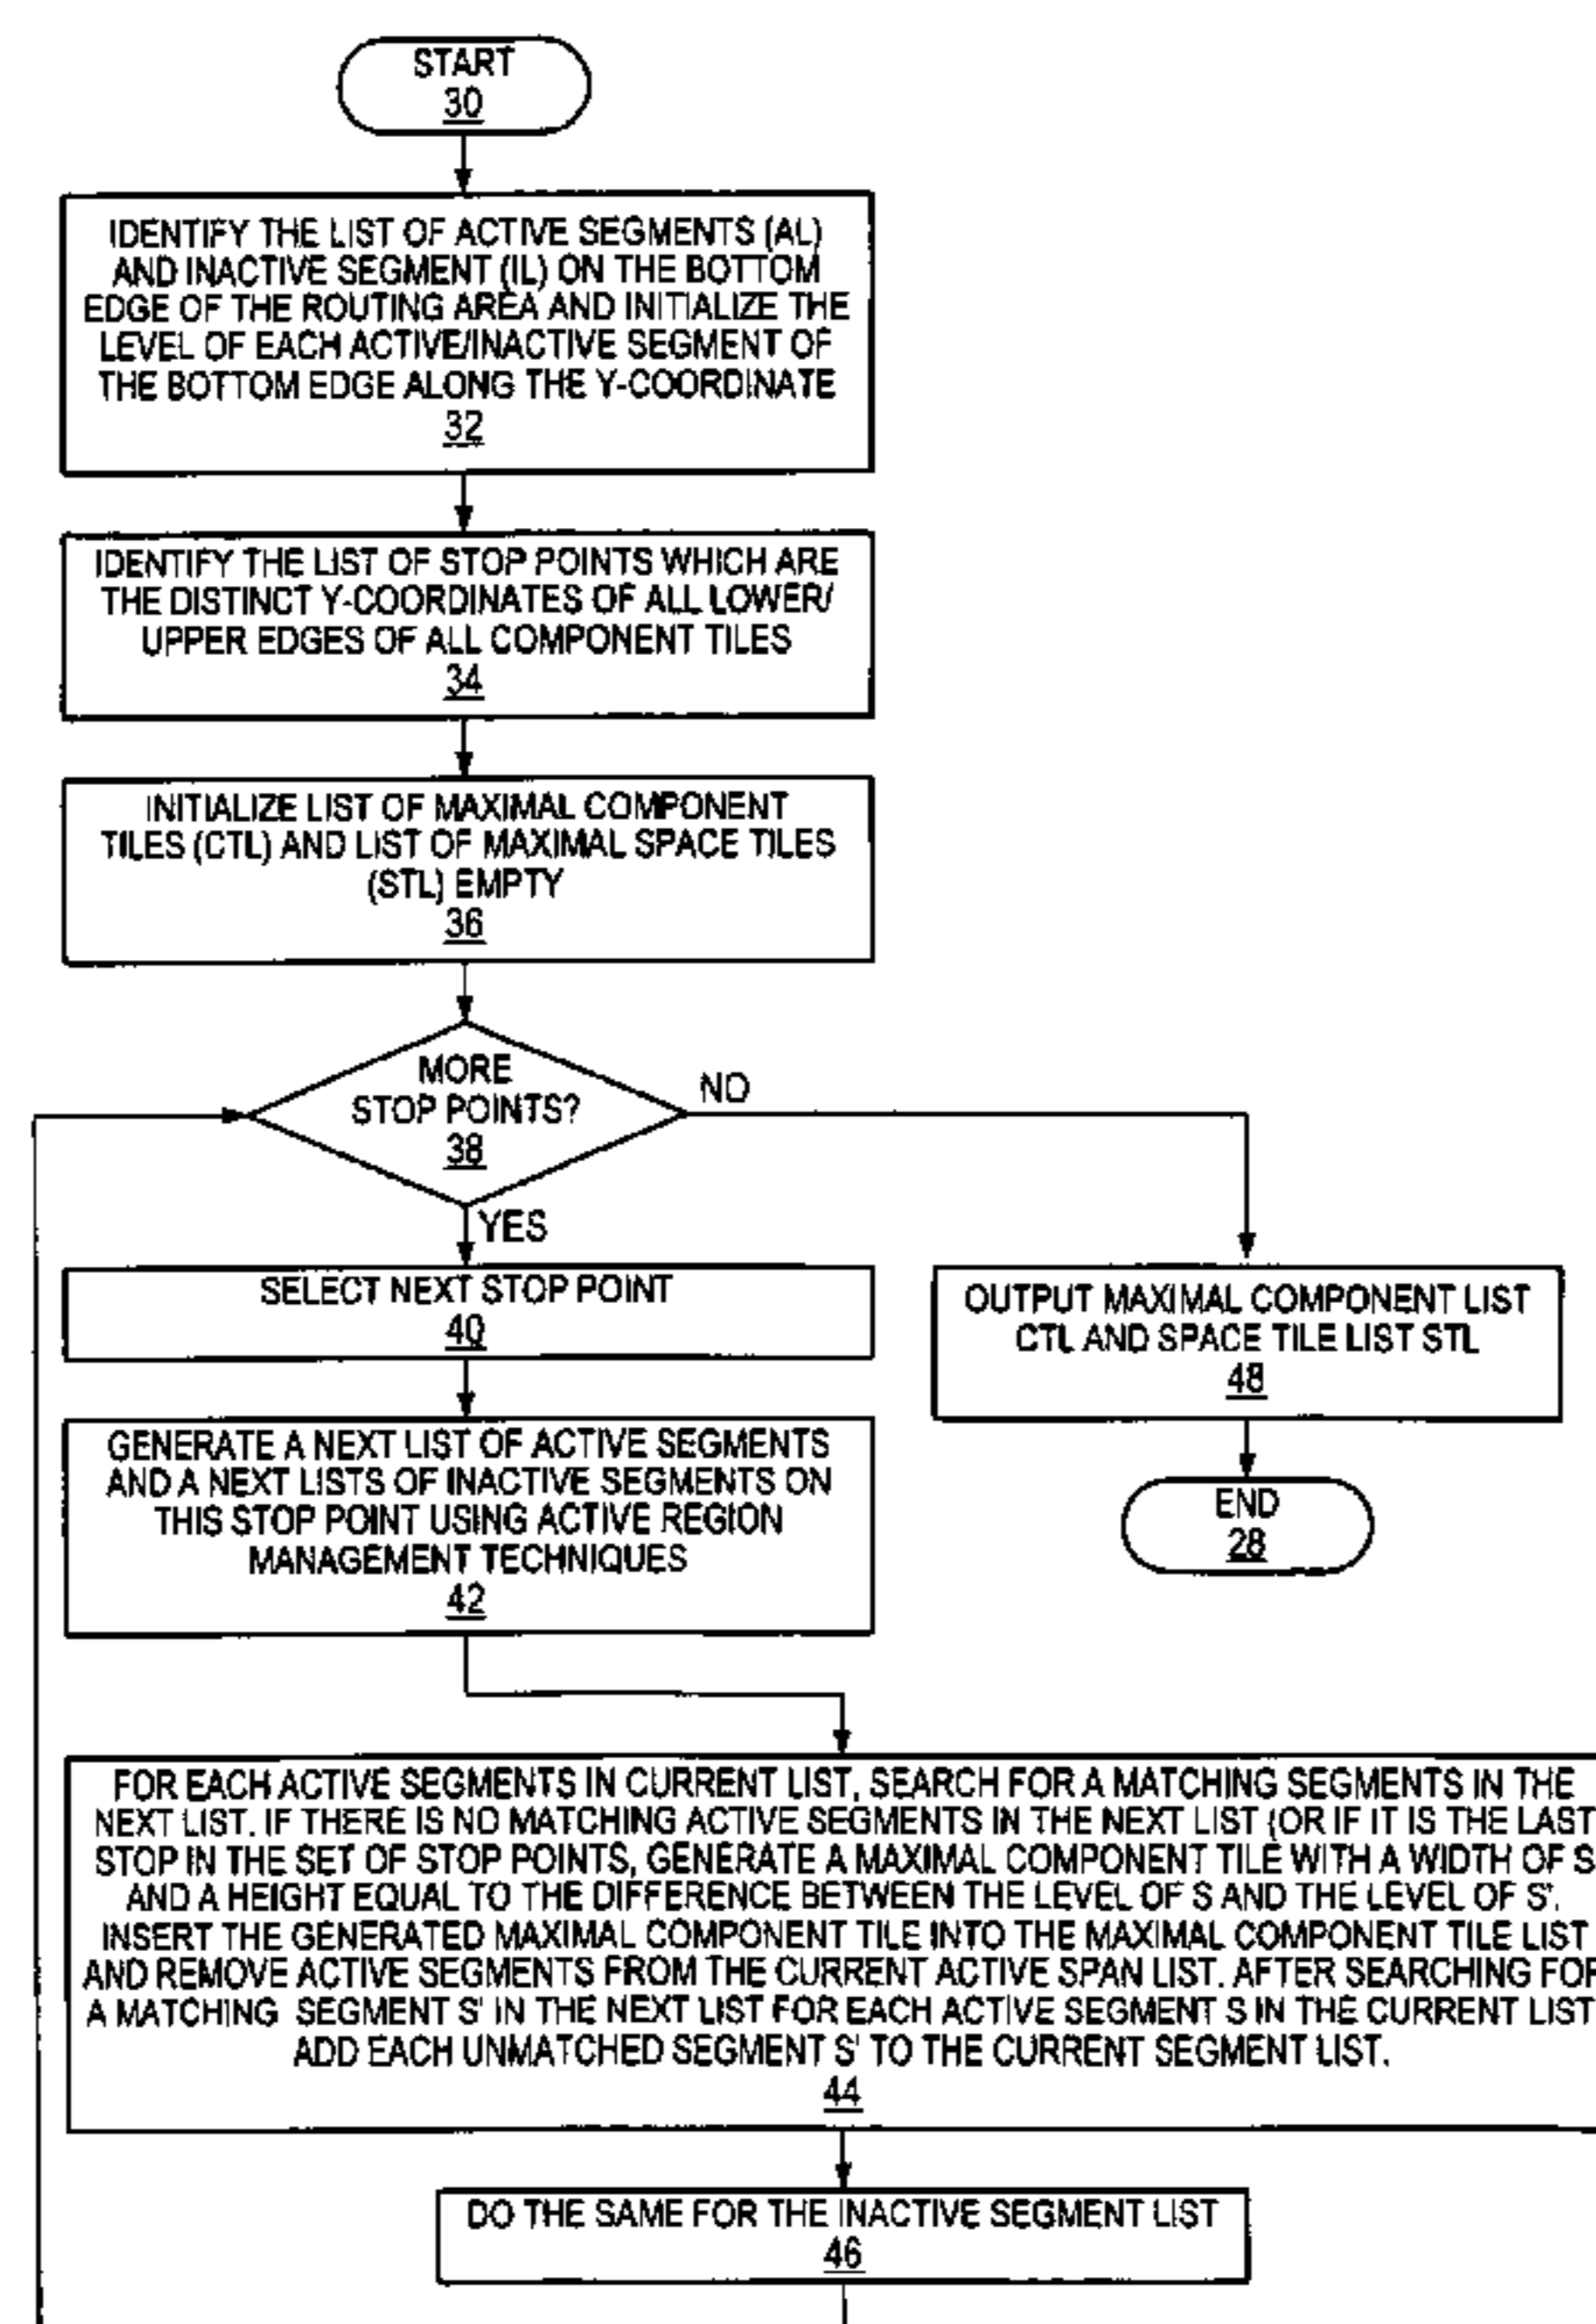 START
30
IDENTIFY THE LIST OF ACTIVE SEGMENTS (AL)
AND INACTIVE SEGMENT (IL) ON THE BOTTOM
EDGE OF THE ROUTING AREA AND INITIALIZE THE
LEVEL OF EACH ACTIVE/INACTIVE SEGMENT OF
THE BOTTOM EDGE ALONG THE Y-COORDINATE
32
IDENTIFY THE LIST OF STOP POINTS WHICH ARE
THE DISTINCT Y-COORDINATES OF ALL LOWER/
UPPER EDGES OF ALL COMPONENT TILES
34
INITIALIZE LIST OF MAXIMAL COMPONENT
TILES (CTL) AND LIST OF MAXIMAL SPACE TILES
(STL) EMPTY
36
MORE
STOP POINTS?
38
NO
YES
SELECT NEXT STOP POINT
40
OUTPUT MAXIMAL COMPONENT LIST
CTL AND SPACE TILE LIST STL
48
GENERATE A NEXT LIST OF ACTIVE SEGMENTS
AND A NEXT LISTS OF INACTIVE SEGMENTS ON
THIS STOP POINT USING ACTIVE REGION
MANAGEMENT TECHNIQUES
42
END
28
FOR EACH ACTIVE SEGMENTS IN CURRENT LIST, SEARCH FOR A MATCHING SEGMENTS IN THE
NEXT LIST. IF THERE IS NO MATCHING ACTIVE SEGMENTS IN THE NEXT LIST (OR IF IT IS THE LAST
STOP IN THE SET OF STOP POINTS, GENERATE A MAXIMAL COMPONENT TILE WITH A WIDTH OF S
AND A HEIGHT EQUAL TO THE DIFFERENCE BETWEEN THE LEVEL OF S AND THE LEVEL OF S'.
INSERT THE GENERATED MAXIMAL COMPONENT TILE INTO THE MAXIMAL COMPONENT TILE LIST
AND REMOVE ACTIVE SEGMENTS FROM THE CURRENT ACTIVE SPAN LIST. AFTER SEARCHING FOR
A MATCHING SEGMENT S' IN THE NEXT LIST FOR EACH ACTIVE SEGMENT S IN THE CURRENT LIST
ADD EACH UNMATCHED SEGMENT S' TO THE CURRENT SEGMENT LIST.
44
DO THE SAME FOR THE INACTIVE SEGMENT LIST
46